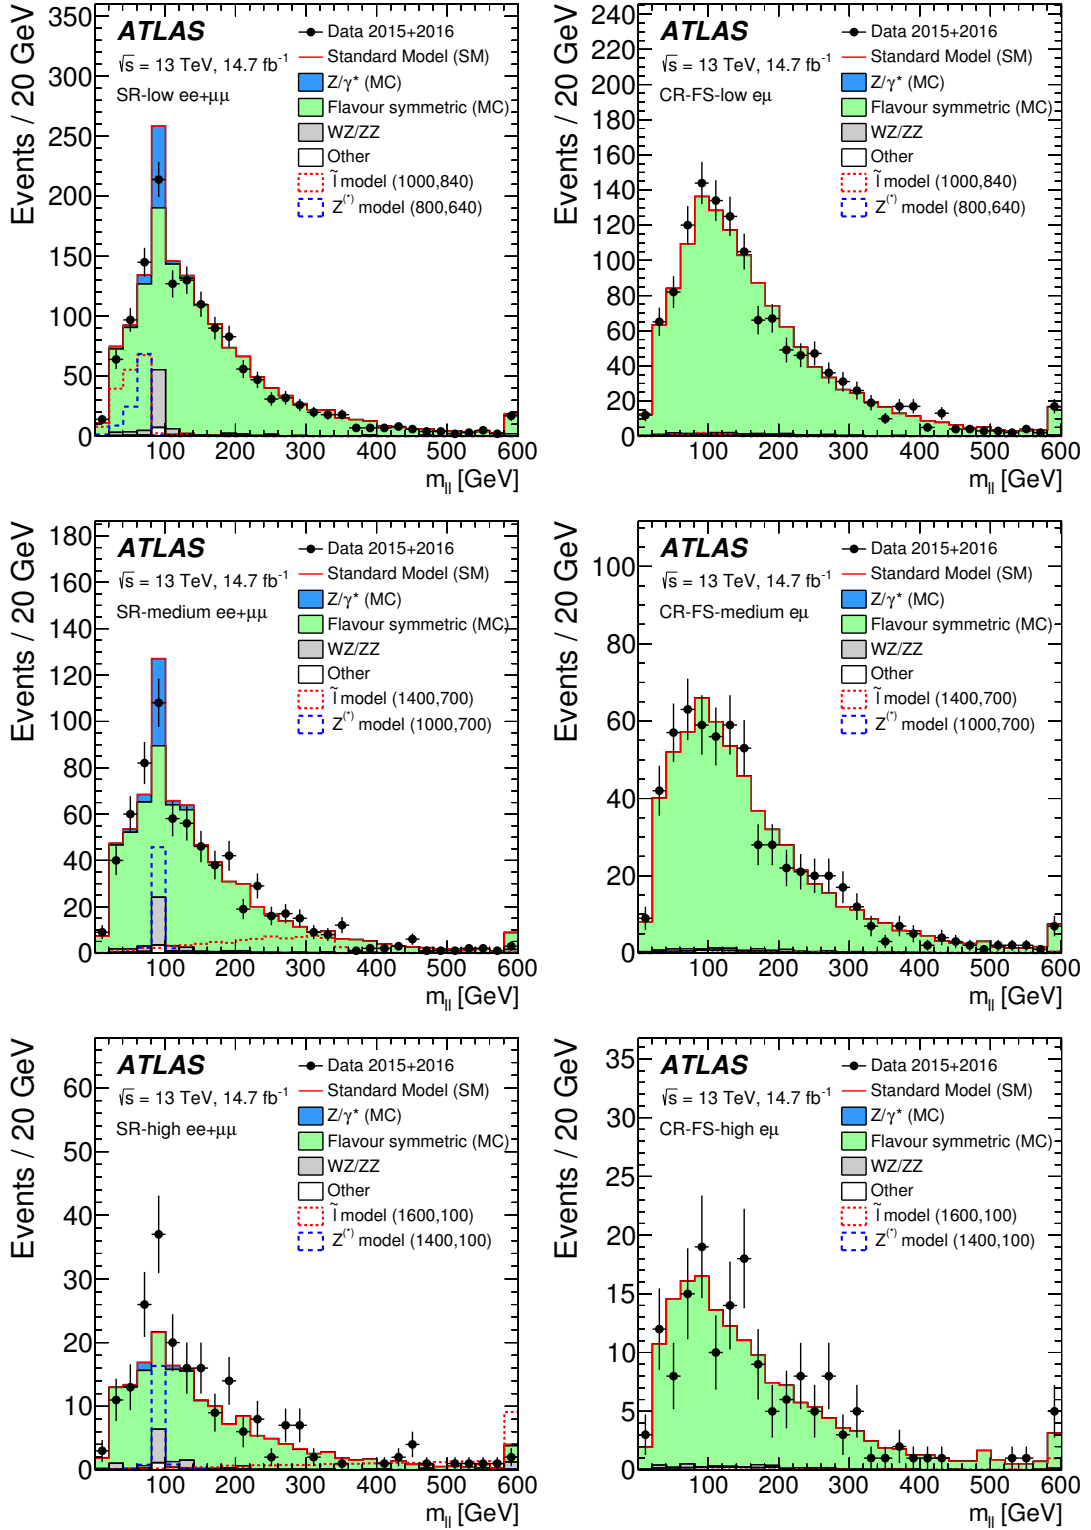 Events / 20 GeV
350
300
250
200
150
100
50
0
ATLAS
√s = 13 TeV, 14.7 fb⁻¹
SR-low ee+μμ
Data 2015+2016
Standard Model (SM)
Z/γ* (MC)
Flavour symmetric (MC)
WZ/ZZ
Other
l̃ model (1000,840)
Z⁽*⁾ model (800,640)
100 200 300 400 500 600
m_ll [GeV]
Events / 20 GeV
240
220
200
180
160
140
120
100
80
60
40
20
0
ATLAS
√s = 13 TeV, 14.7 fb⁻¹
CR-FS-low eμ
Data 2015+2016
Standard Model (SM)
Z/γ* (MC)
Flavour symmetric (MC)
WZ/ZZ
Other
l̃ model (1000,840)
Z⁽*⁾ model (800,640)
100 200 300 400 500 600
m_ll [GeV]
Events / 20 GeV
180
160
140
120
100
80
60
40
20
0
ATLAS
√s = 13 TeV, 14.7 fb⁻¹
SR-medium ee+μμ
Data 2015+2016
Standard Model (SM)
Z/γ* (MC)
Flavour symmetric (MC)
WZ/ZZ
Other
l̃ model (1400,700)
Z⁽*⁾ model (1000,700)
100 200 300 400 500 600
m_ll [GeV]
Events / 20 GeV
100
80
60
40
20
0
ATLAS
√s = 13 TeV, 14.7 fb⁻¹
CR-FS-medium eμ
Data 2015+2016
Standard Model (SM)
Z/γ* (MC)
Flavour symmetric (MC)
WZ/ZZ
Other
l̃ model (1400,700)
Z⁽*⁾ model (1000,700)
100 200 300 400 500 600
m_ll [GeV]
Events / 20 GeV
60
50
40
30
20
10
0
ATLAS
√s = 13 TeV, 14.7 fb⁻¹
SR-high ee+μμ
Data 2015+2016
Standard Model (SM)
Z/γ* (MC)
Flavour symmetric (MC)
WZ/ZZ
Other
l̃ model (1600,100)
Z⁽*⁾ model (1400,100)
0 100 200 300 400 500 600
m_ll [GeV]
Events / 20 GeV
35
30
25
20
15
10
5
0
ATLAS
√s = 13 TeV, 14.7 fb⁻¹
CR-FS-high eμ
Data 2015+2016
Standard Model (SM)
Z/γ* (MC)
Flavour symmetric (MC)
WZ/ZZ
Other
l̃ model (1600,100)
Z⁽*⁾ model (1400,100)
0 100 200 300 400 500 600
m_ll [GeV]